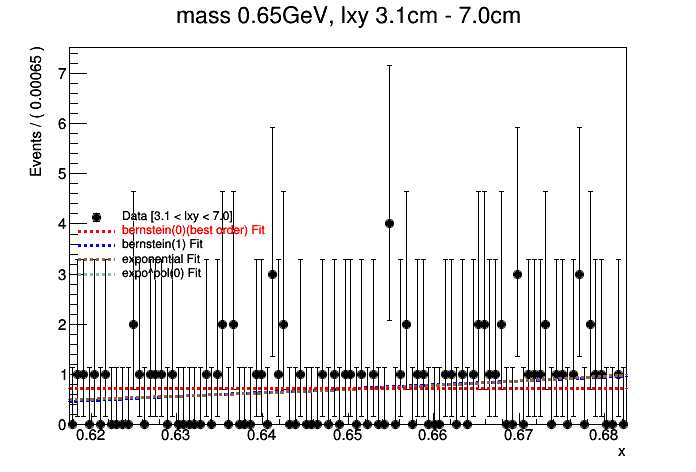 mass 0.65GeV, lxy 3.1cm - 7.0cm
Events / ( 0.00065 )
7
6
5
4
3
2
1
0
Data [3.1 < lxy < 7.0]
bernstein(0)(best order) Fit
bernstein(1) Fit
exponential Fit
expo^pol(0) Fit
0.62 0.63 0.64 0.65 0.66 0.67 0.68
x